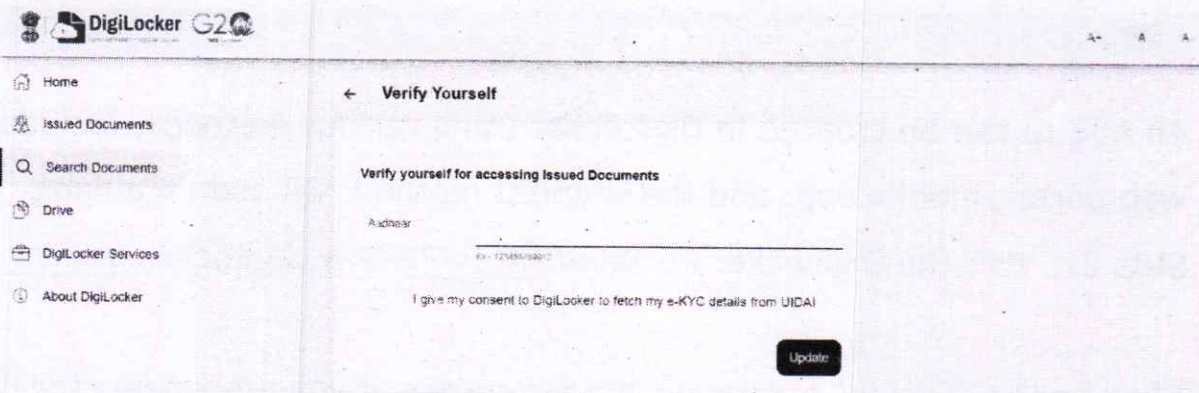 DigiLocker G20
A+ A A-
Home
Issued Documents
Search Documents
Drive
DigiLocker Services
About DigiLocker
← Verify Yourself
Verify yourself for accessing Issued Documents
Aadhaar
I give my consent to DigiLocker to fetch my e-KYC details from UIDAI
Update